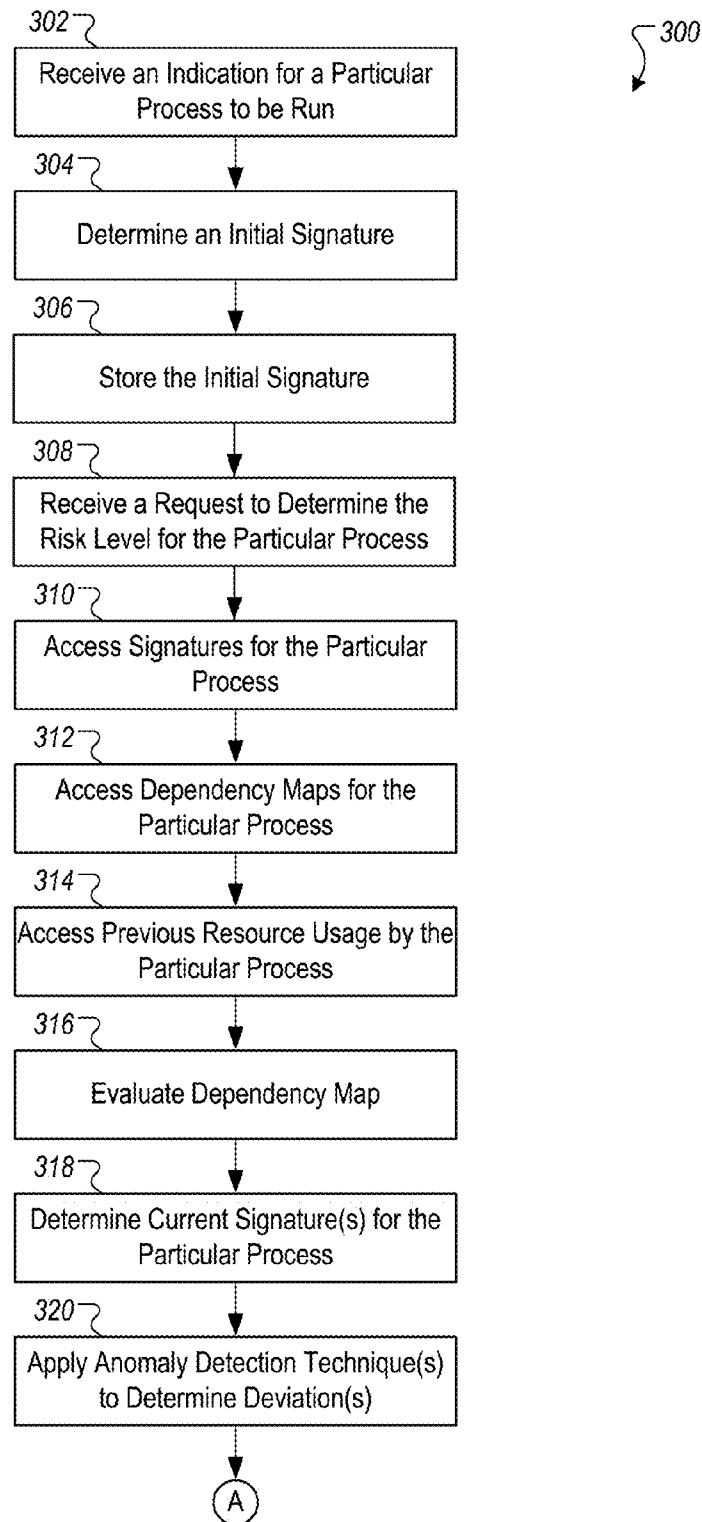 302
300
Receive an Indication for a Particular
Process to be Run
304
Determine an Initial Signature
306
Store the Initial Signature
308
Receive a Request to Determine the
Risk Level for the Particular Process
310
Access Signatures for the Particular
Process
312
Access Dependency Maps for the
Particular Process
314
Access Previous Resource Usage by the
Particular Process
316
Evaluate Dependency Map
318
Determine Current Signature(s) for the
Particular Process
320
Apply Anomaly Detection Technique(s)
to Determine Deviation(s)
A